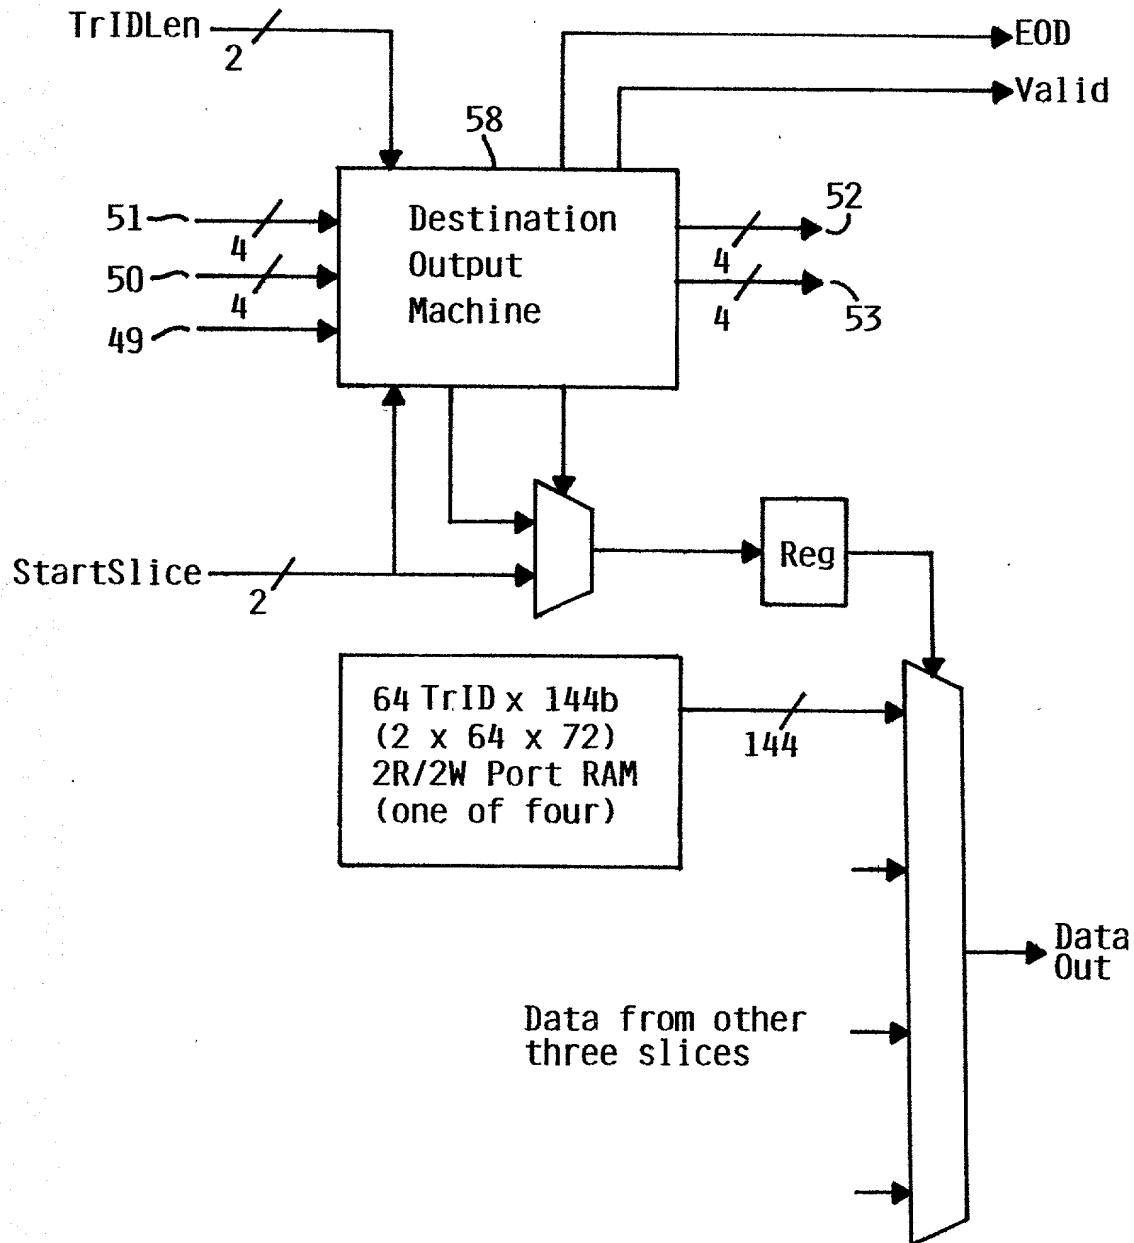 TrIDLen
2
EOD
Valid
58
51
4
50
4
49
Destination
Output
Machine
52
4
53
4
StartSlice
2
Reg
64 TrID x 144b
(2 x 64 x 72)
2R/2W Port RAM
(one of four)
144
Data from other
three slices
Data
Out